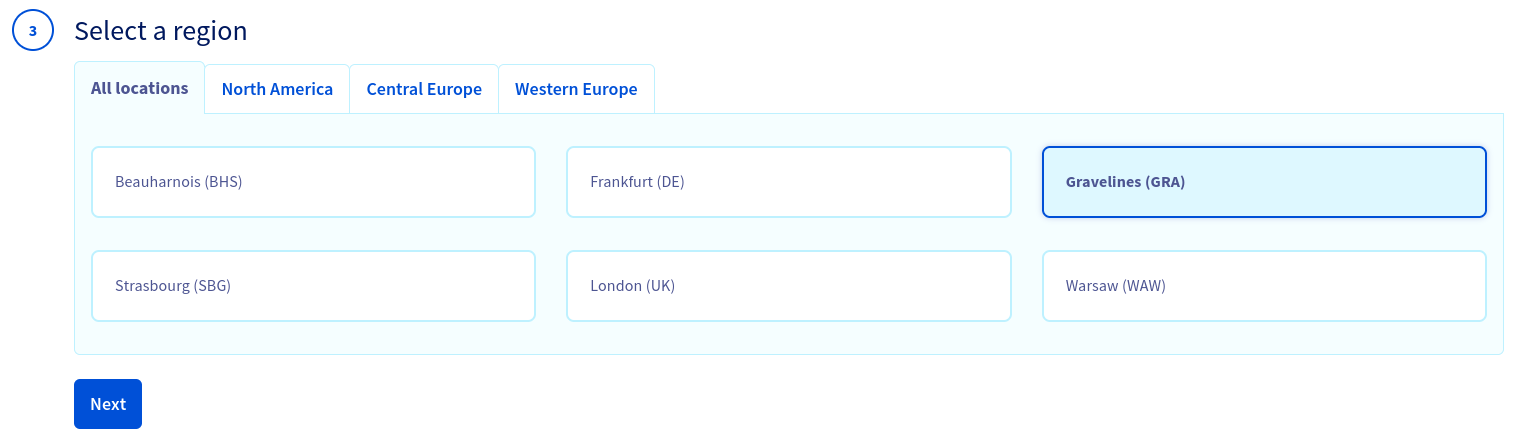 3 Select a region
All locations North America Central Europe Western Europe
Beauharnois (BHS) Frankfurt (DE) Gravelines (GRA)
Strasbourg (SBG) London (UK) Warsaw (WAW)
Next